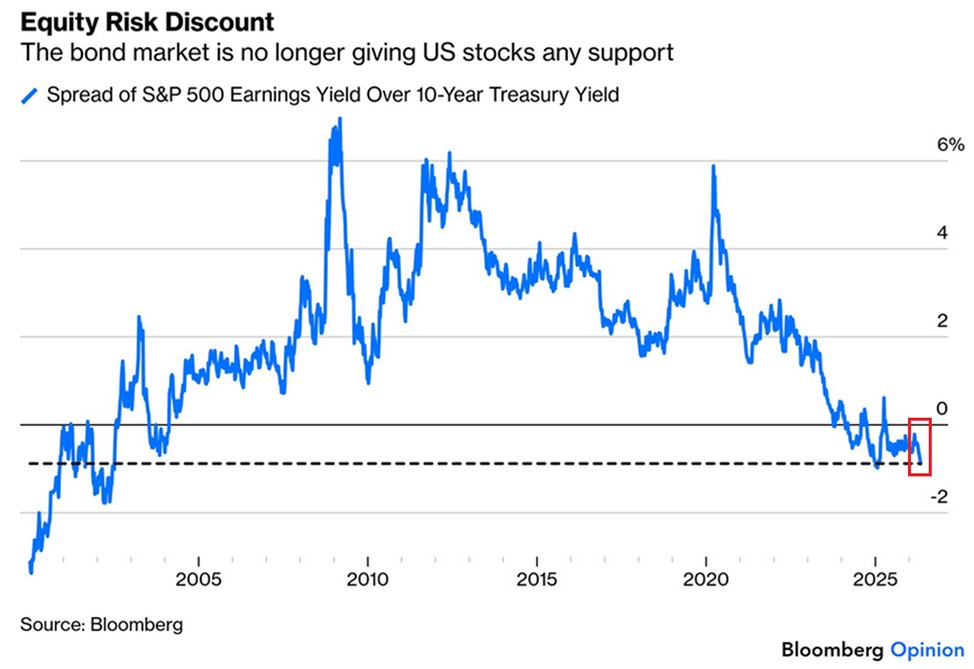 Equity Risk Discount
The bond market is no longer giving US stocks any support
Spread of S&P 500 Earnings Yield Over 10-Year Treasury Yield
6%
4
2
0
-2
2005 2010 2015 2020 2025
Source: Bloomberg
Bloomberg Opinion